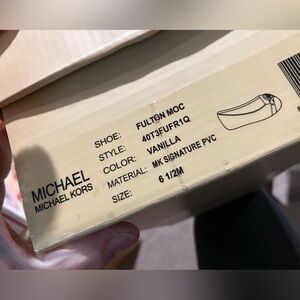 MICHAEL
MICHAEL KORS
SHOE: FULTON MOC
STYLE: 40T3FUFR1Q
COLOR: VANILLA
MATERIAL: MK SIGNATURE PVC
SIZE: 6 1/2M